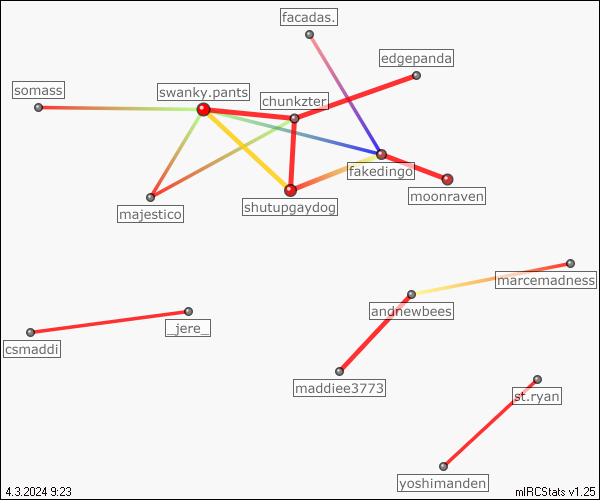 facadas.
edgepanda
somass
swanky.pants
chunkzter
fakedingo
moonraven
majestico
shutupgaydog
marcemadness
andnewbees
_jere_
csmaddi
maddiee3773
st.ryan
yoshimanden
4.3.2024 9:23
mIRCStats v1.25